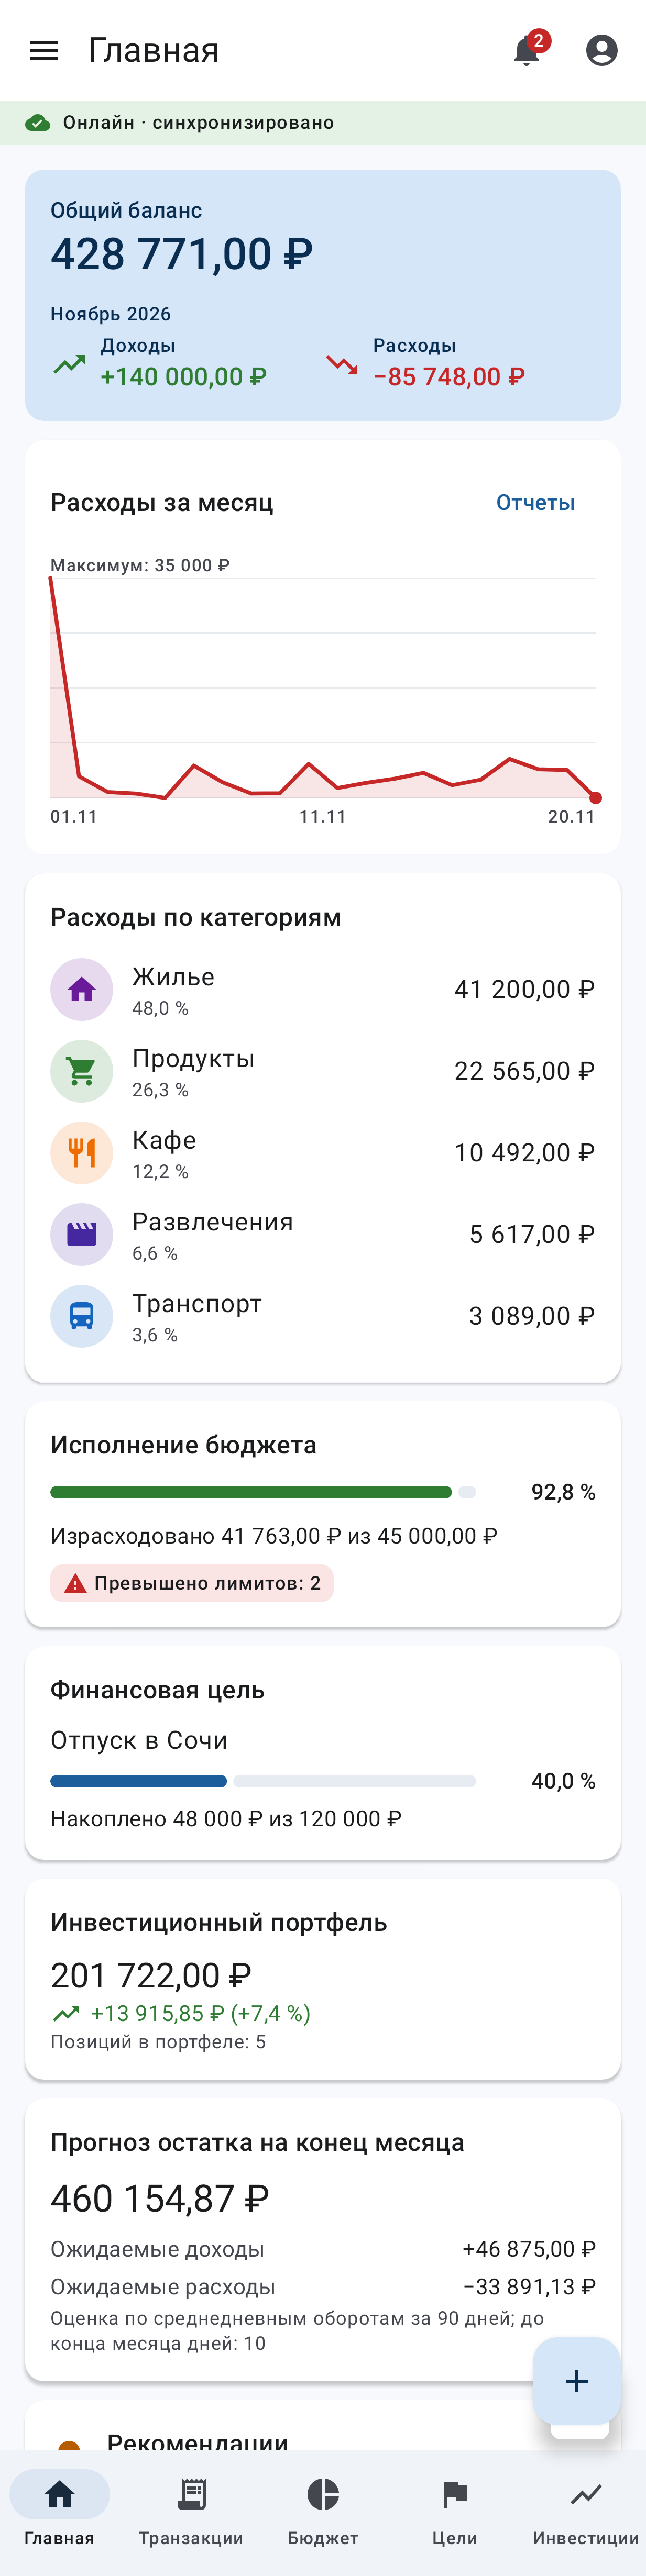 Главная
2
Онлайн · синхронизировано
Общий баланс
428 771,00 ₽
Ноябрь 2026
Доходы
+140 000,00 ₽
Расходы
−85 748,00 ₽
Расходы за месяц
Отчеты
Максимум: 35 000 ₽
01.11
11.11
20.11
Расходы по категориям
Жилье
48,0 %
41 200,00 ₽
Продукты
26,3 %
22 565,00 ₽
Кафе
12,2 %
10 492,00 ₽
Развлечения
6,6 %
5 617,00 ₽
Транспорт
3,6 %
3 089,00 ₽
Исполнение бюджета
92,8 %
Израсходовано 41 763,00 ₽ из 45 000,00 ₽
Превышено лимитов: 2
Финансовая цель
Отпуск в Сочи
40,0 %
Накоплено 48 000 ₽ из 120 000 ₽
Инвестиционный портфель
201 722,00 ₽
+13 915,85 ₽ (+7,4 %)
Позиций в портфеле: 5
Прогноз остатка на конец месяца
460 154,87 ₽
Ожидаемые доходы
+46 875,00 ₽
Ожидаемые расходы
−33 891,13 ₽
Оценка по среднедневным оборотам за 90 дней; до
конца месяца дней: 10
Рекомендации
Главная
Транзакции
Бюджет
Цели
Инвестиции